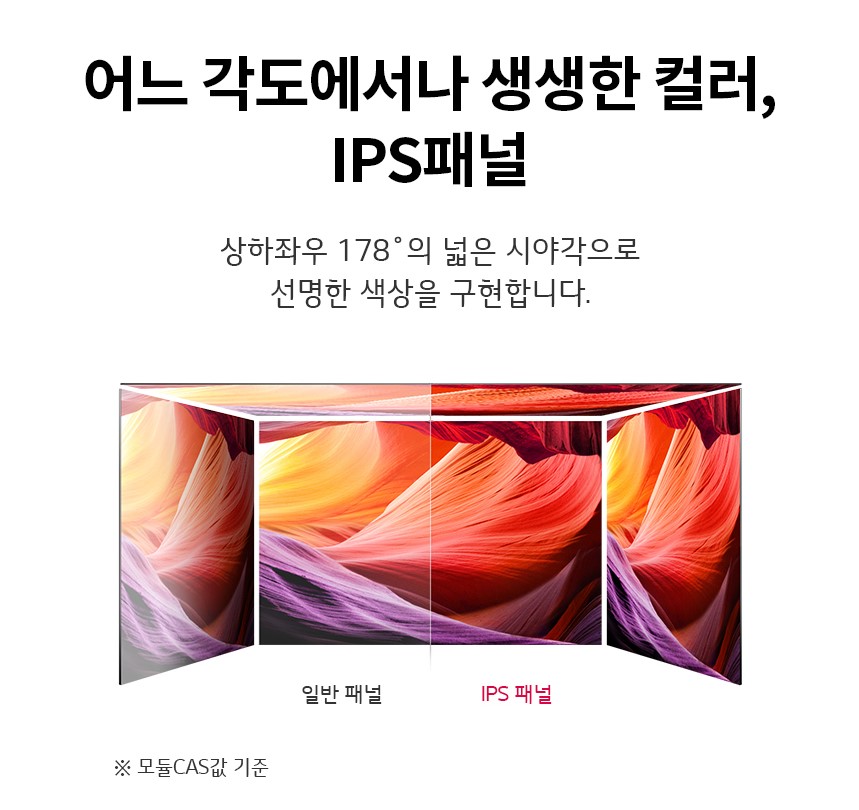 어느 각도에서나 생생한 컬러,
IPS패널
상하좌우 178˚의 넓은 시야각으로
선명한 색상을 구현합니다.
일반 패널
IPS 패널
※ 모듈CAS값 기준